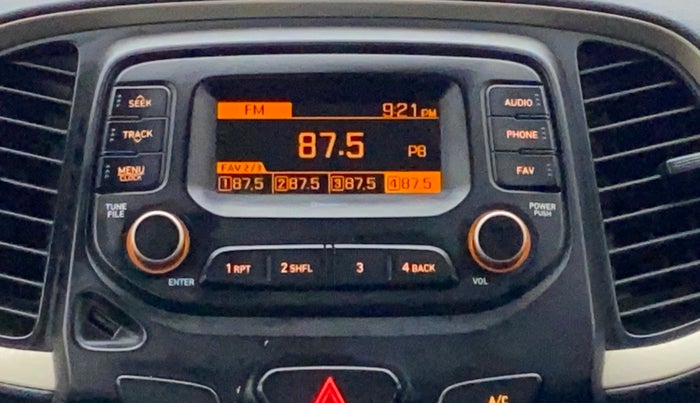 SEEK
TRACK
MENU
CLOCK
TUNE
FILE
ENTER
FM 9:21 PM
87.5 P8
FAV 2/3
1 87.5 2 87.5 3 87.5 4 87.5
AUDIO
PHONE
FAV
POWER
PUSH
VOL
1 RPT 2 SHFL 3 4 BACK
A/C